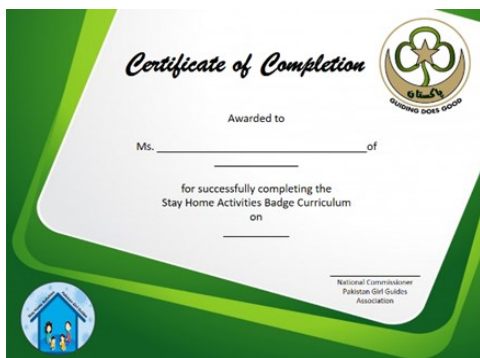 Certificate of Completion
پاکستان
GUIDING DOES GOOD
Awarded to
Ms. of
for successfully completing the
Stay Home Activities Badge Curriculum
on
National Commissioner
Pakistan Girl Guides
Association